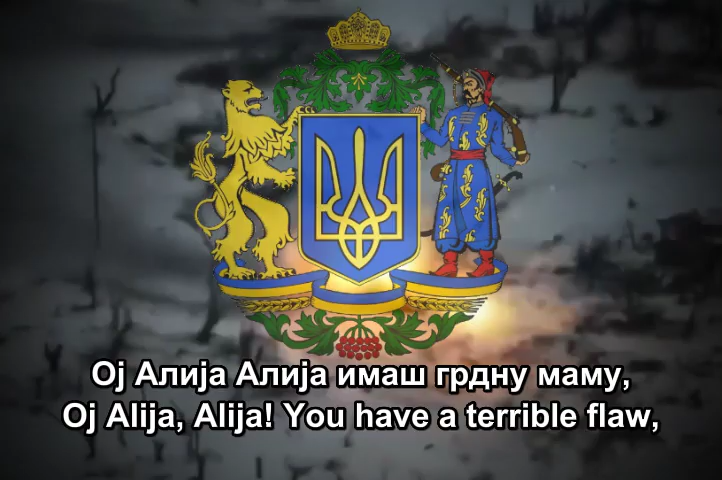 Ој Алија Алија имаш грдну маму,
Oj Alija, Alija! You have a terrible flaw,